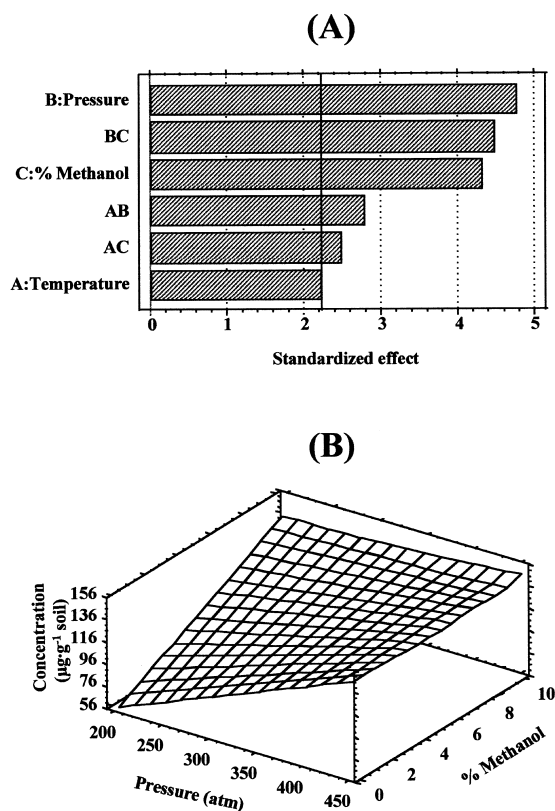 (A)
B:Pressure
BC
C:% Methanol
AB
AC
A:Temperature
0 1 2 3 4 5
Standardized effect
(B)
Concentration
(µg·g-1 soil)
156
136
116
96
76
56
200 250 300 350 400 450
Pressure (atm)
0 2 4 6 8 10
% Methanol